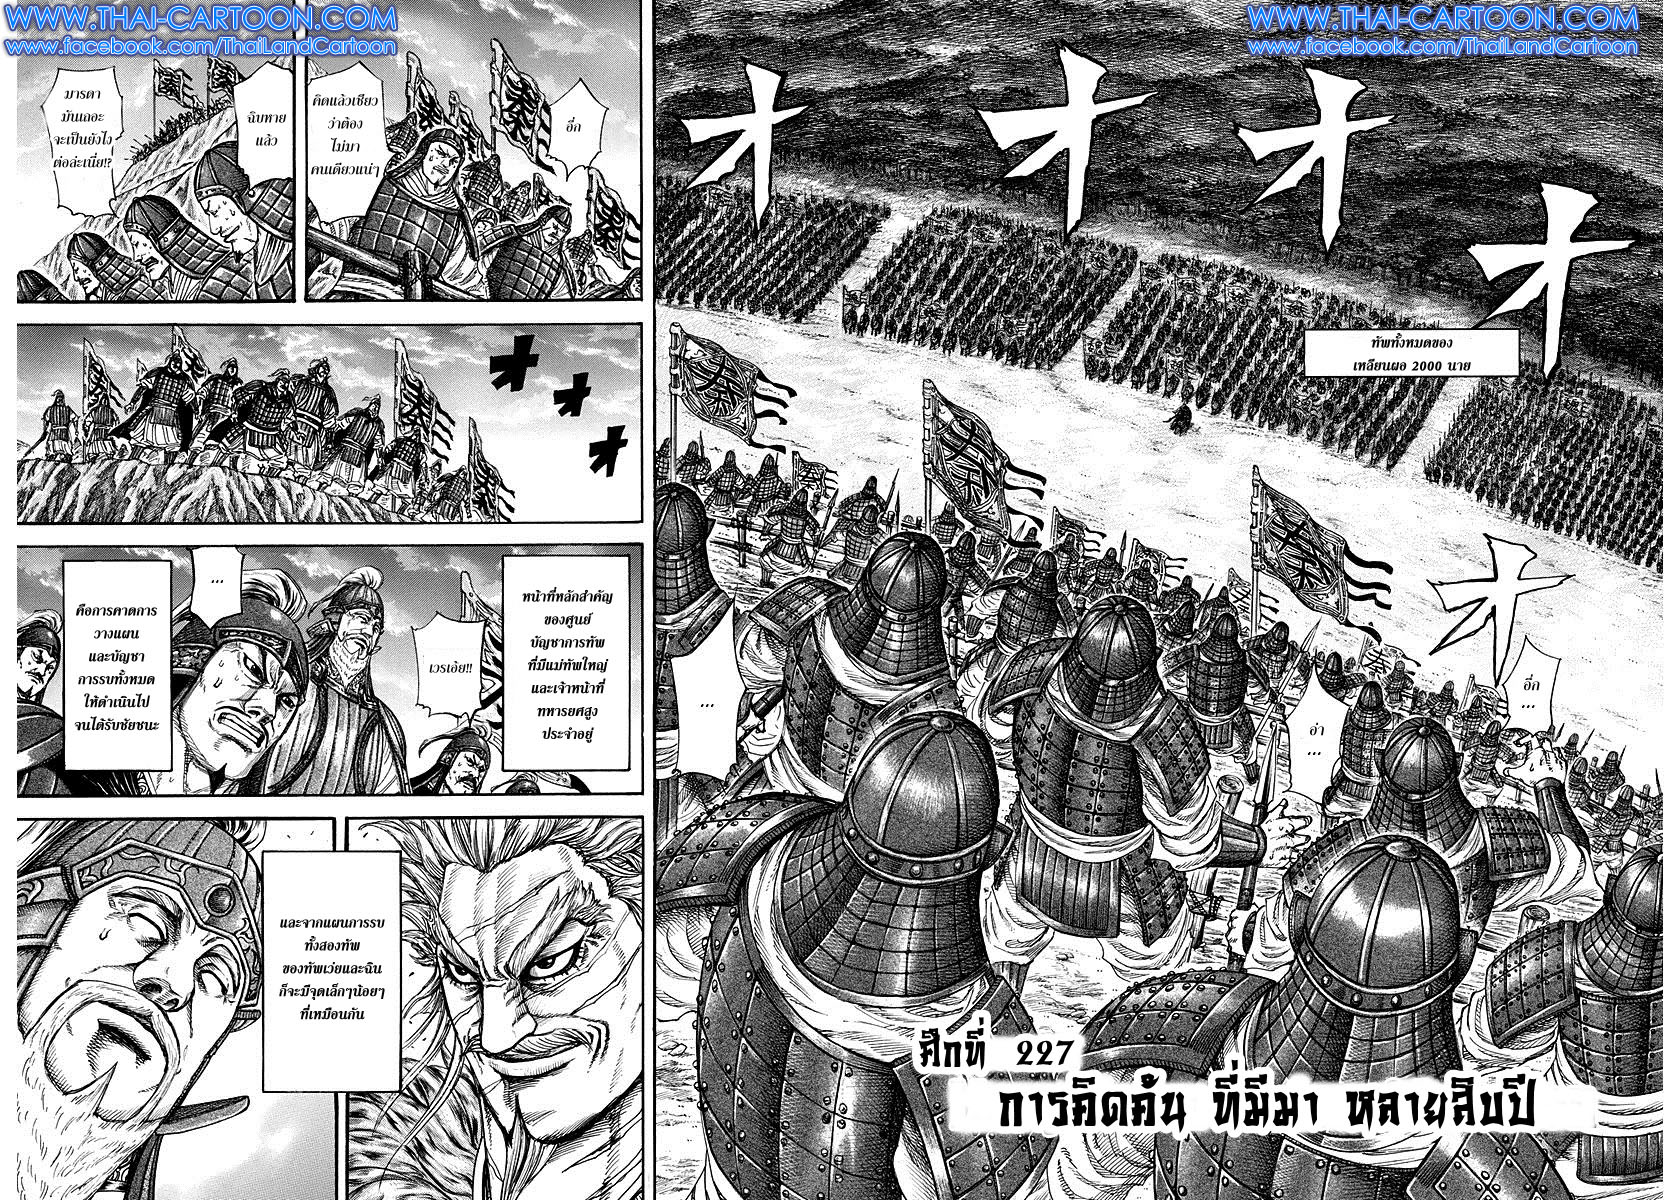 WWW.THAI-CARTOON.COM
www.facebook.com/ThaiLandCartoon
WWW.THAI-CARTOON.COM
www.facebook.com/ThaiLandCartoon
オ
オ
オ
オ
オ
ทัพทั้งหมดของ
เหลียนผอ 2000 นาย
อึ่ก
...
อ่า
...
...
ศึกที่ 227
การคิดค้น ที่มีมา หลายสิบปี
อึ่ก
คิดแล้วเชียว
ว่าต้อง
ไม่มา
คนเดียวแน่ๆ
ฉิบหาย
แล้ว
มารดา
มันเถอะ
จะเป็นยังไง
ต่อล่ะเนี่ย!?
オ
オ
オ
หน้าที่หลักสำคัญ
ของศูนย์
บัญชาการทัพ
ที่มีแม่ทัพใหญ่
และเจ้าหน้าที่
ทหารยศสูง
ประจำอยู่
เวรเอ้ย!!
...
คือการคาดการ
วางแผน
และบัญชา
การรบทั้งหมด
ให้ดำเนินไป
จนได้รับชัยชนะ
และจากแผนการรบ
ทั้งสองทัพ
ของทัพเว่ยและฉิน
ก็จะมีจุดเล็กๆน้อยๆ
ที่เหมือนกัน